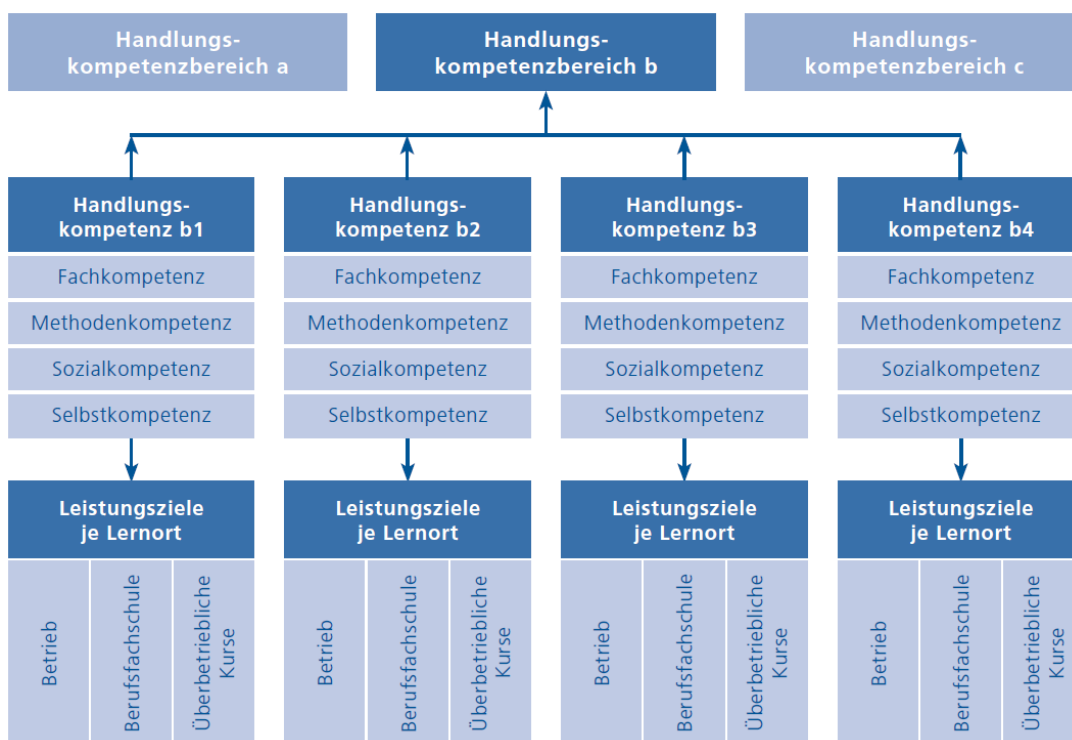 Handlungs-
kompetenzbereich a
Handlungs-
kompetenzbereich b
Handlungs-
kompetenzbereich c
Handlungs-
kompetenz b1
Fachkompetenz
Methodenkompetenz
Sozialkompetenz
Selbstkompetenz
Handlungs-
kompetenz b2
Fachkompetenz
Methodenkompetenz
Sozialkompetenz
Selbstkompetenz
Handlungs-
kompetenz b3
Fachkompetenz
Methodenkompetenz
Sozialkompetenz
Selbstkompetenz
Handlungs-
kompetenz b4
Fachkompetenz
Methodenkompetenz
Sozialkompetenz
Selbstkompetenz
Leistungsziele
je Lernort
Betrieb
Berufsfachschule
Überbetriebliche
Kurse
Leistungsziele
je Lernort
Betrieb
Berufsfachschule
Überbetriebliche
Kurse
Leistungsziele
je Lernort
Betrieb
Berufsfachschule
Überbetriebliche
Kurse
Leistungsziele
je Lernort
Betrieb
Berufsfachschule
Überbetriebliche
Kurse